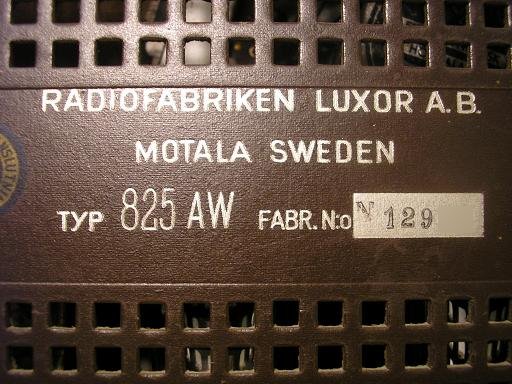 RADIOFABRIKEN LUXOR A.B.
MOTALA SWEDEN
TYP 825 AW FABR. N:o N 129